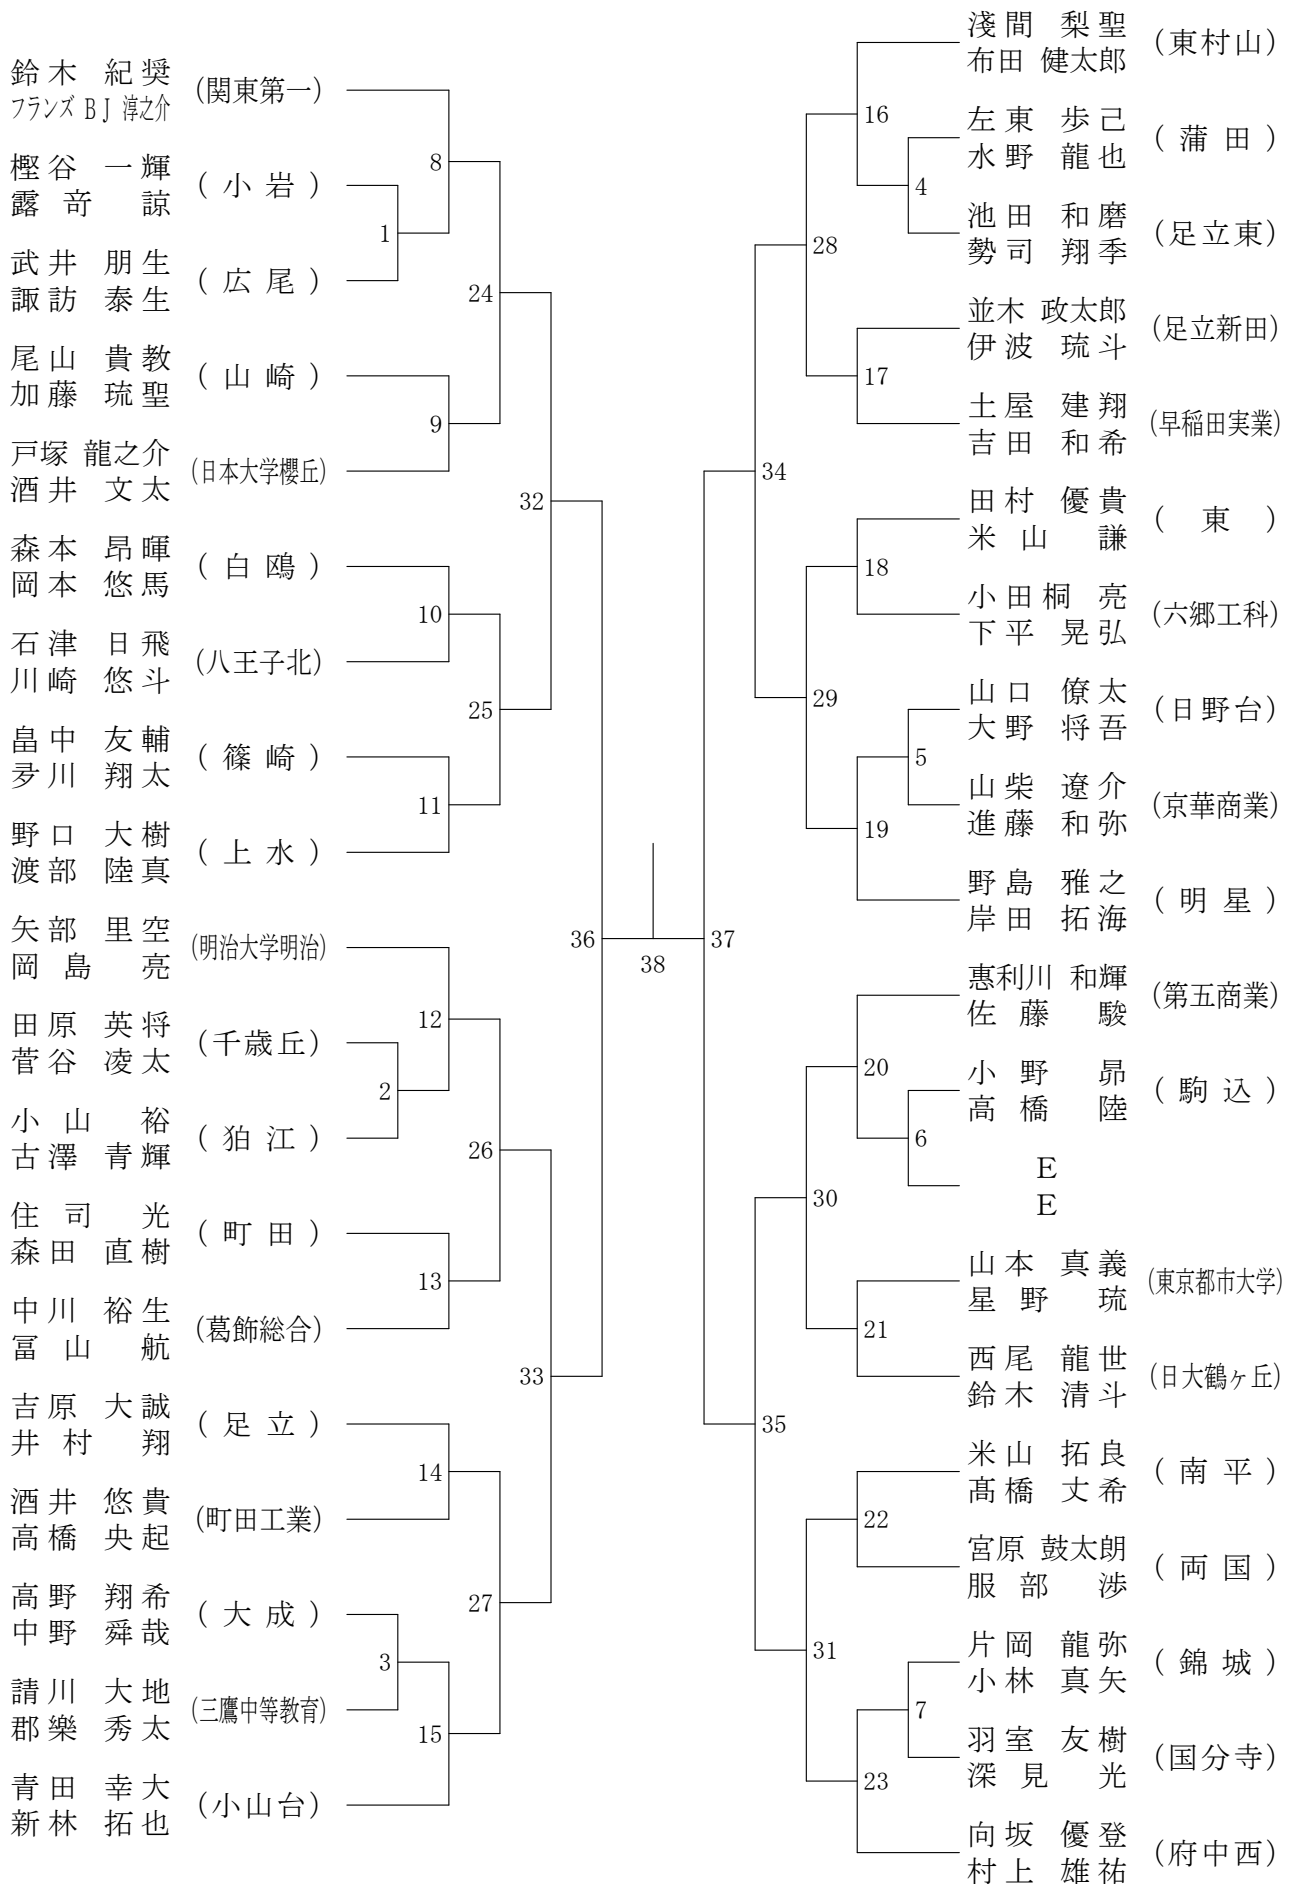 鈴木 紀奨
フランズ BJ 淳之介
(関東第一)
樫谷 一輝
露竒 諒
(小岩)
武井 朋生
諏訪 泰生
(広尾)
尾山 貴教
加藤 琉聖
(山崎)
戸塚 龍之介
酒井 文太
(日本大学櫻丘)
森本 昂暉
岡本 悠馬
(白鴎)
石津 日飛
川崎 悠斗
(八王子北)
畠中 友輔
夛川 翔太
(篠崎)
野口 大樹
渡部 陸真
(上水)
矢部 里空
岡島 亮
(明治大学明治)
田原 英将
菅谷 凌太
(千歳丘)
小山 裕
古澤 青輝
(狛江)
住司 光
森田 直樹
(町田)
中川 裕生
冨山 航
(葛飾総合)
吉原 大誠
井村 翔
(足立)
酒井 悠貴
高橋 央起
(町田工業)
高野 翔希
中野 舜哉
(大成)
請川 大地
郡樂 秀太
(三鷹中等教育)
青田 幸大
新林 拓也
(小山台)
1
2
3
8
9
10
11
12
13
14
15
24
25
26
27
32
33
36
38
37
34
35
28
29
30
31
16
17
18
19
20
21
22
23
4
5
6
7
淺間 梨聖
布田 健太郎
(東村山)
左東 歩己
水野 龍也
(蒲田)
池田 和磨
勢司 翔季
(足立東)
並木 政太郎
伊波 琉斗
(足立新田)
土屋 建翔
吉田 和希
(早稲田実業)
田村 優貴
米山 謙
(東)
小田桐 亮
下平 晃弘
(六郷工科)
山口 僚太
大野 将吾
(日野台)
山柴 遼介
進藤 和弥
(京華商業)
野島 雅之
岸田 拓海
(明星)
惠利川 和輝
佐藤 駿
(第五商業)
小野 昴
高橋 陸
(駒込)
E
E
山本 真義
星野 琉
(東京都市大学)
西尾 龍世
鈴木 清斗
(日大鶴ヶ丘)
米山 拓良
髙橋 丈希
(南平)
宮原 鼓太朗
服部 渉
(両国)
片岡 龍弥
小林 真矢
(錦城)
羽室 友樹
深見 光
(国分寺)
向坂 優登
村上 雄祐
(府中西)